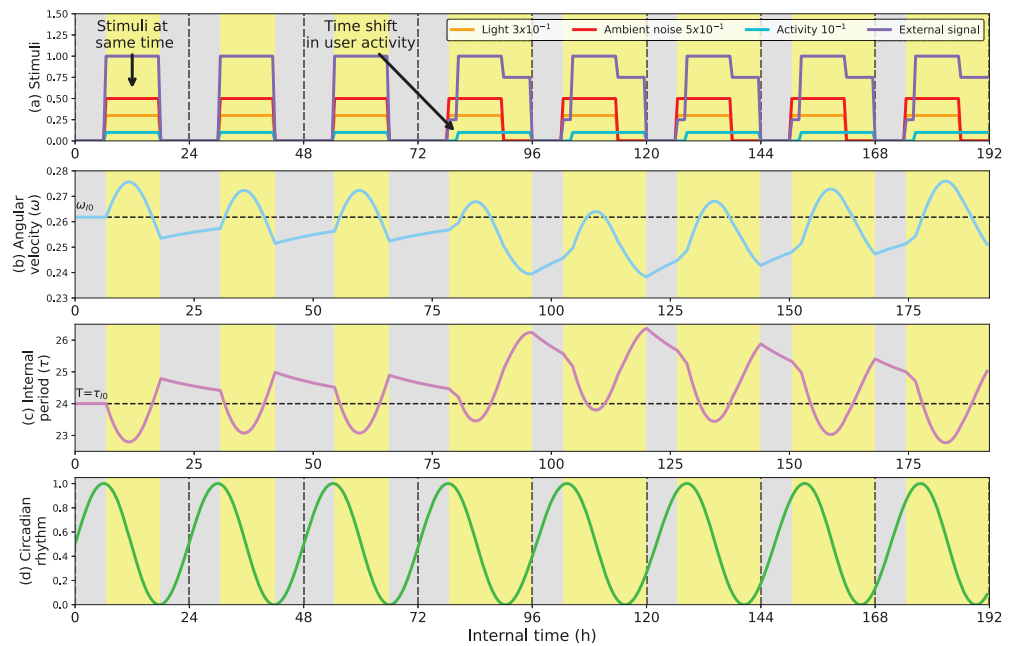 (a) Stimuli
1.50
1.25
1.00
0.75
0.50
0.25
0.00
Stimuli at
same time
Time shift
in user activity
Light 3x10⁻¹
Ambient noise 5x10⁻¹
Activity 10⁻¹
External signal
0 24 48 72 96 120 144 168 192
(b) Angular
velocity (ω)
0.28
0.27
0.26
0.25
0.24
0.23
ω_I0
0 25 50 75 100 125 150 175
(c) Internal
period (τ)
26
25
24
23
T=τ_I0
0 25 50 75 100 125 150 175
(d) Circadian
rhythm
1.0
0.8
0.6
0.4
0.2
0.0
0 24 48 72 96 120 144 168 192
Internal time (h)